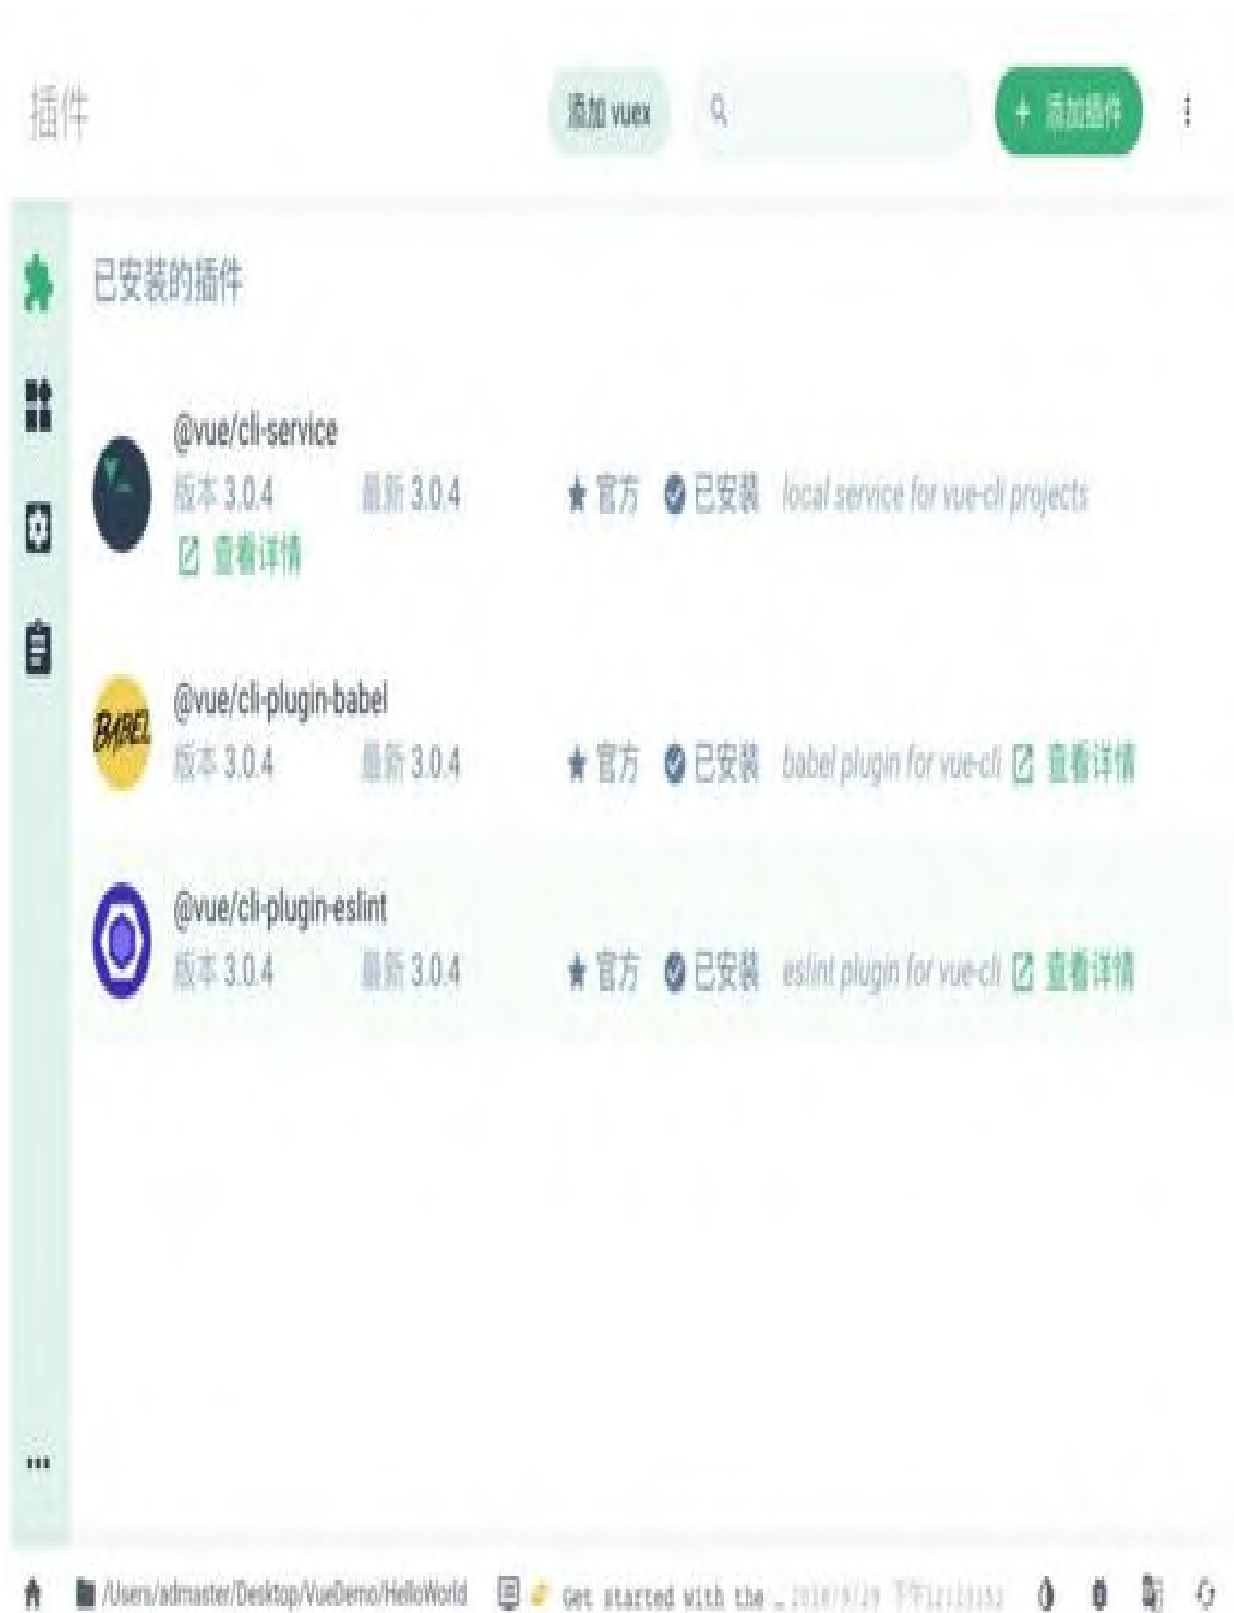 插件
添加 vuex
+ 添加插件
已安装的插件
@vue/cli-service
版本 3.0.4 最新 3.0.4 官方 已安装 local service for vue-cli projects
查看详情
BABEL
@vue/cli-plugin-babel
版本 3.0.4 最新 3.0.4 官方 已安装 babel plugin for vue-cli 查看详情
@vue/cli-plugin-eslint
版本 3.0.4 最新 3.0.4 官方 已安装 eslint plugin for vue-cli 查看详情
/Users/admaster/Desktop/VueDemo/HelloWorld Get started with the ... 下午